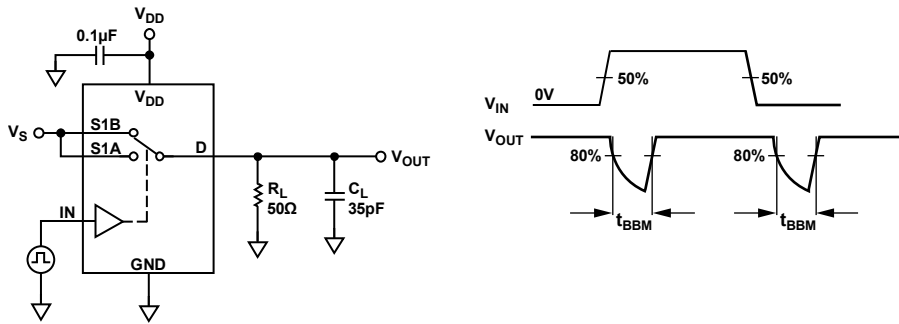 V_DD
0.1µF
V_DD
V_S
S1B
S1A
D
V_OUT
R_L
50Ω
C_L
35pF
IN
GND
V_IN
0V
50%
50%
V_OUT
80%
80%
t_BBM
t_BBM